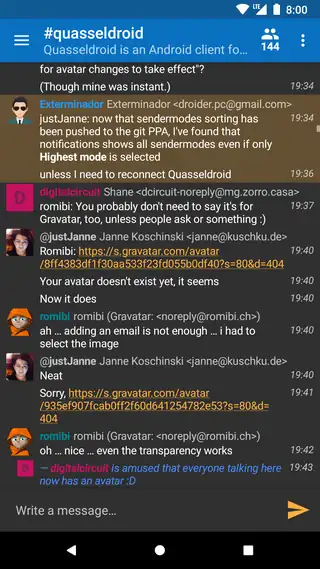 8:00
#quasseldroid
Quasseldroid is an Android client fo...
144
for avatar changes to take effect"?
(Though mine was instant.) 19:34
Exterminador Exterminador <droider.pc@gmail.com>
justJanne: now that sendermodes sorting has 19:34
been pushed to the git PPA, I've found that
notifications shows all sendermodes even if only
Highest mode is selected
unless I need to reconnect Quasseldroid 19:36
D
digitalcircuit Shane <dcircuit-noreply@mg.zorro.casa>
romibi: You probably don't need to say it's for 19:37
Gravatar, too, unless people ask or something :)
@justJanne Janne Koschinski <janne@kuschku.de>
Romibi: https://s.gravatar.com/avatar 19:40
/8ff4383df1f30aa533f23fd055b0df40?s=80&d=404
Your avatar doesn't exist yet, it seems 19:40
Now it does 19:40
romibi romibi (Gravatar: <noreply@romibi.ch>)
ah … adding an email is not enough … i had to 19:40
select the image
@justJanne Janne Koschinski <janne@kuschku.de>
Neat 19:40
Sorry, https://s.gravatar.com/avatar 19:41
/935ef907fcab0ff2f60d641254782e53?s=80&d=
404
romibi romibi (Gravatar: <noreply@romibi.ch>)
oh … nice … even the transparency works 19:42
D
— digitalcircuit is amused that everyone talking here 19:43
now has an avatar :D
Write a message...